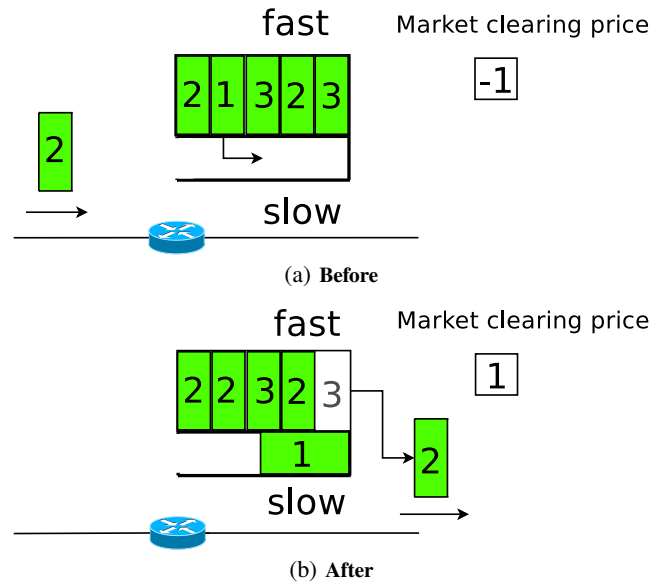 fast
Market clearing price
2 1 3 2 3
-1
2
slow
(a) Before
fast
Market clearing price
2 2 3 2 3
1
1
2
slow
(b) After